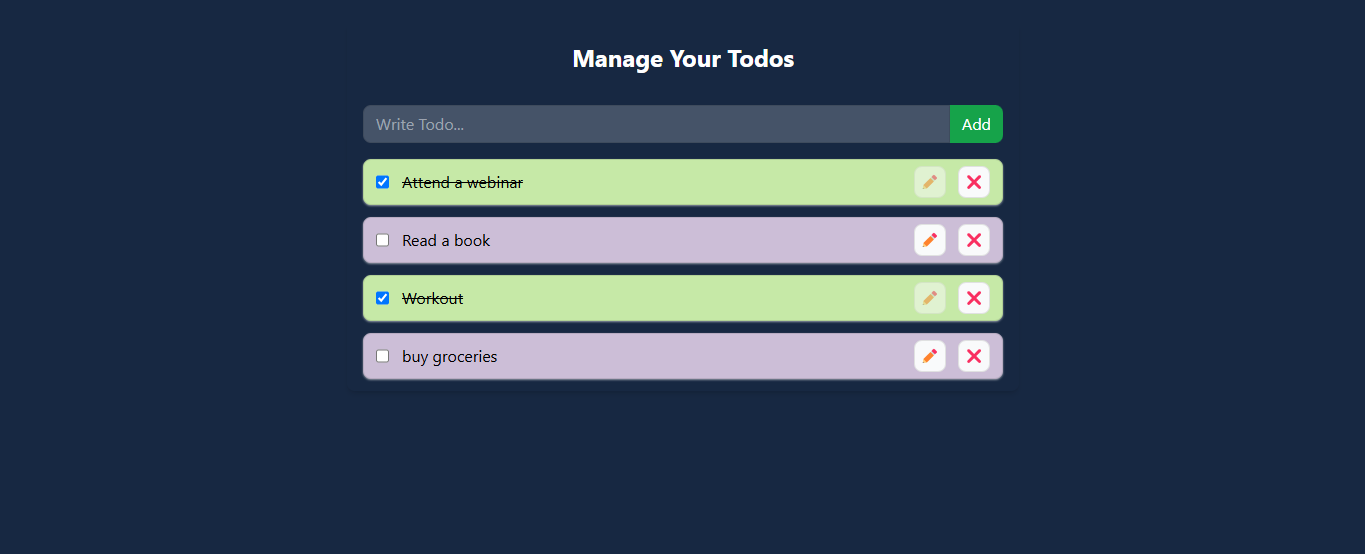 Manage Your Todos
Write Todo...
Add
Attend a webinar
Read a book
Workout
buy groceries